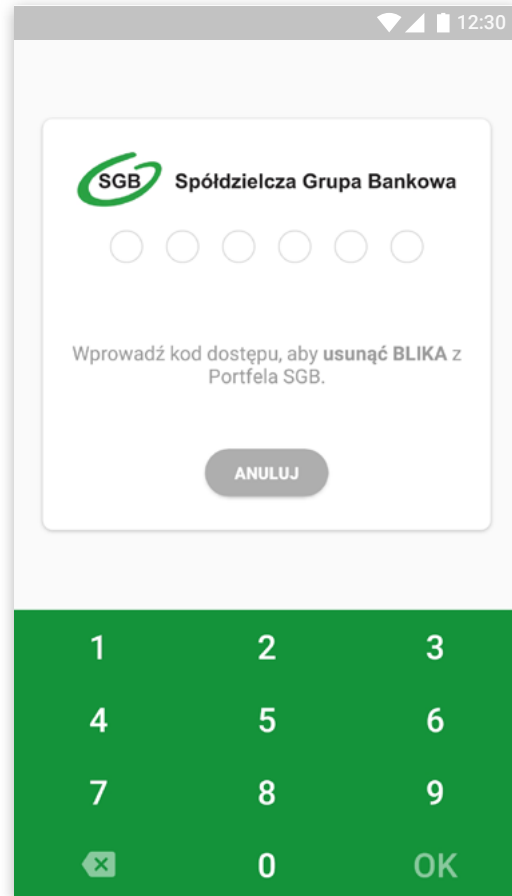 12:30
SGB Spółdzielcza Grupa Bankowa
Wprowadź kod dostępu, aby usunąć BLIKA z
Portfela SGB.
ANULUJ
1 2 3
4 5 6
7 8 9
0 OK